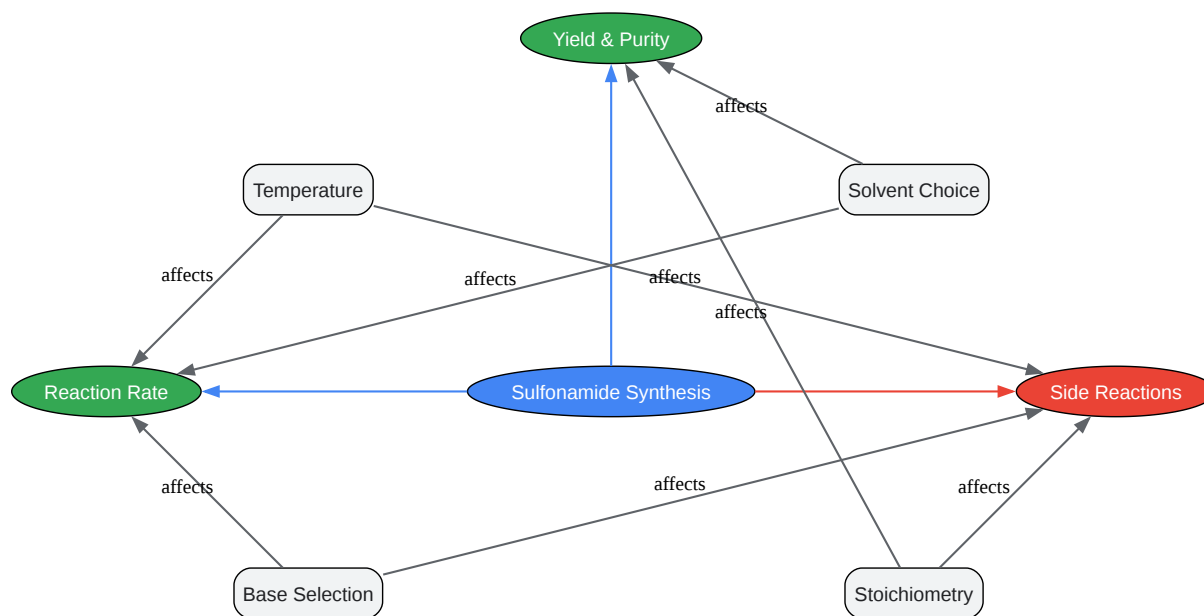 Yield & Purity
affects
Temperature
Solvent Choice
affects
affects
affects
affects
Reaction Rate
Sulfonamide Synthesis
Side Reactions
affects
affects
affects
Base Selection
Stoichiometry